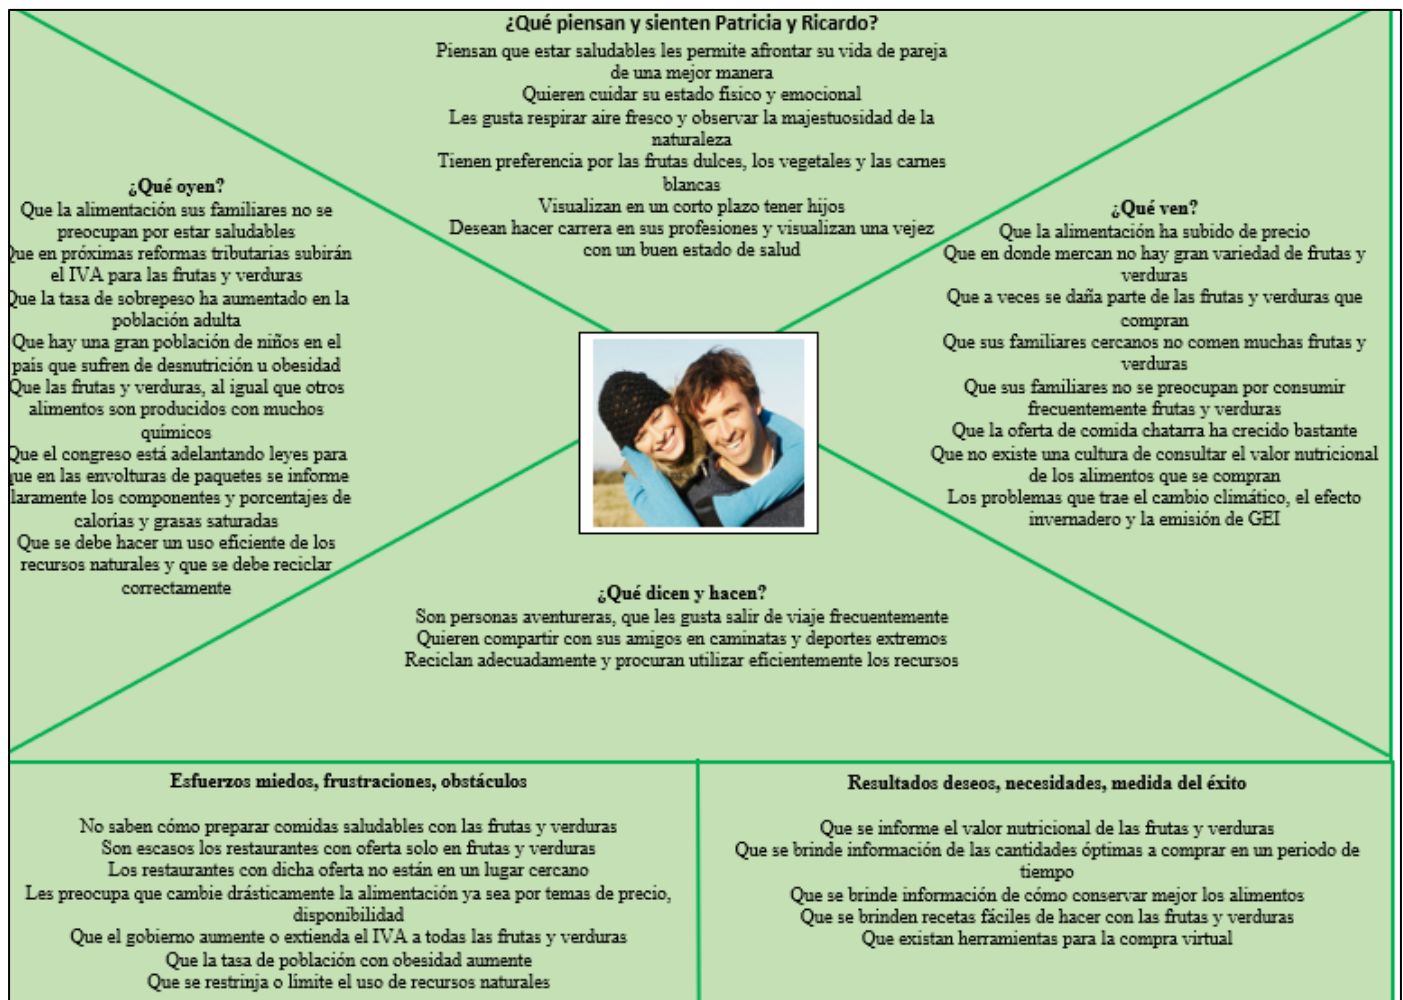 ¿Qué piensan y sienten Patricia y Ricardo?
Piensan que estar saludables les permite afrontar su vida de pareja
de una mejor manera
Quieren cuidar su estado físico y emocional
Les gusta respirar aire fresco y observar la majestuosidad de la
naturaleza
Tienen preferencia por las frutas dulces, los vegetales y las carnes
blancas
Visualizan en un corto plazo tener hijos
Desean hacer carrera en sus profesiones y visualizan una vejez
con un buen estado de salud
¿Qué oyen?
Que la alimentación sus familiares no se
preocupan por estar saludables
Que en próximas reformas tributarias subirán
el IVA para las frutas y verduras
Que la tasa de sobrepeso ha aumentado en la
población adulta
Que hay una gran población de niños en el
país que sufren de desnutrición u obesidad
Que las frutas y verduras, al igual que otros
alimentos son producidos con muchos
químicos
Que el congreso está adelantando leyes para
que en las envolturas de paquetes se informe
laramente los componentes y porcentajes de
calorías y grasas saturadas
Que se debe hacer un uso eficiente de los
recursos naturales y que se debe reciclar
correctamente
¿Qué ven?
Que la alimentación ha subido de precio
Que en donde mercan no hay gran variedad de frutas y
verduras
Que a veces se daña parte de las frutas y verduras que
compran
Que sus familiares cercanos no comen muchas frutas y
verduras
Que sus familiares no se preocupan por consumir
frecuentemente frutas y verduras
Que la oferta de comida chatarra ha crecido bastante
Que no existe una cultura de consultar el valor nutricional
de los alimentos que se compran
Los problemas que trae el cambio climático, el efecto
invernadero y la emisión de GEI
¿Qué dicen y hacen?
Son personas aventureras, que les gusta salir de viaje frecuentemente
Quieren compartir con sus amigos en caminatas y deportes extremos
Reciclan adecuadamente y procuran utilizar eficientemente los recursos
Esfuerzos miedos, frustraciones, obstáculos
No saben cómo preparar comidas saludables con las frutas y verduras
Son escasos los restaurantes con oferta solo en frutas y verduras
Los restaurantes con dicha oferta no están en un lugar cercano
Les preocupa que cambie drásticamente la alimentación ya sea por temas de precio,
disponibilidad
Que el gobierno aumente o extienda el IVA a todas las frutas y verduras
Que la tasa de población con obesidad aumente
Que se restrinja o límite el uso de recursos naturales
Resultados deseos, necesidades, medida del éxito
Que se informe el valor nutricional de las frutas y verduras
Que se brinde información de las cantidades óptimas a comprar en un periodo de
tiempo
Que se brinde información de cómo conservar mejor los alimentos
Que se brinden recetas fáciles de hacer con las frutas y verduras
Que existan herramientas para la compra virtual